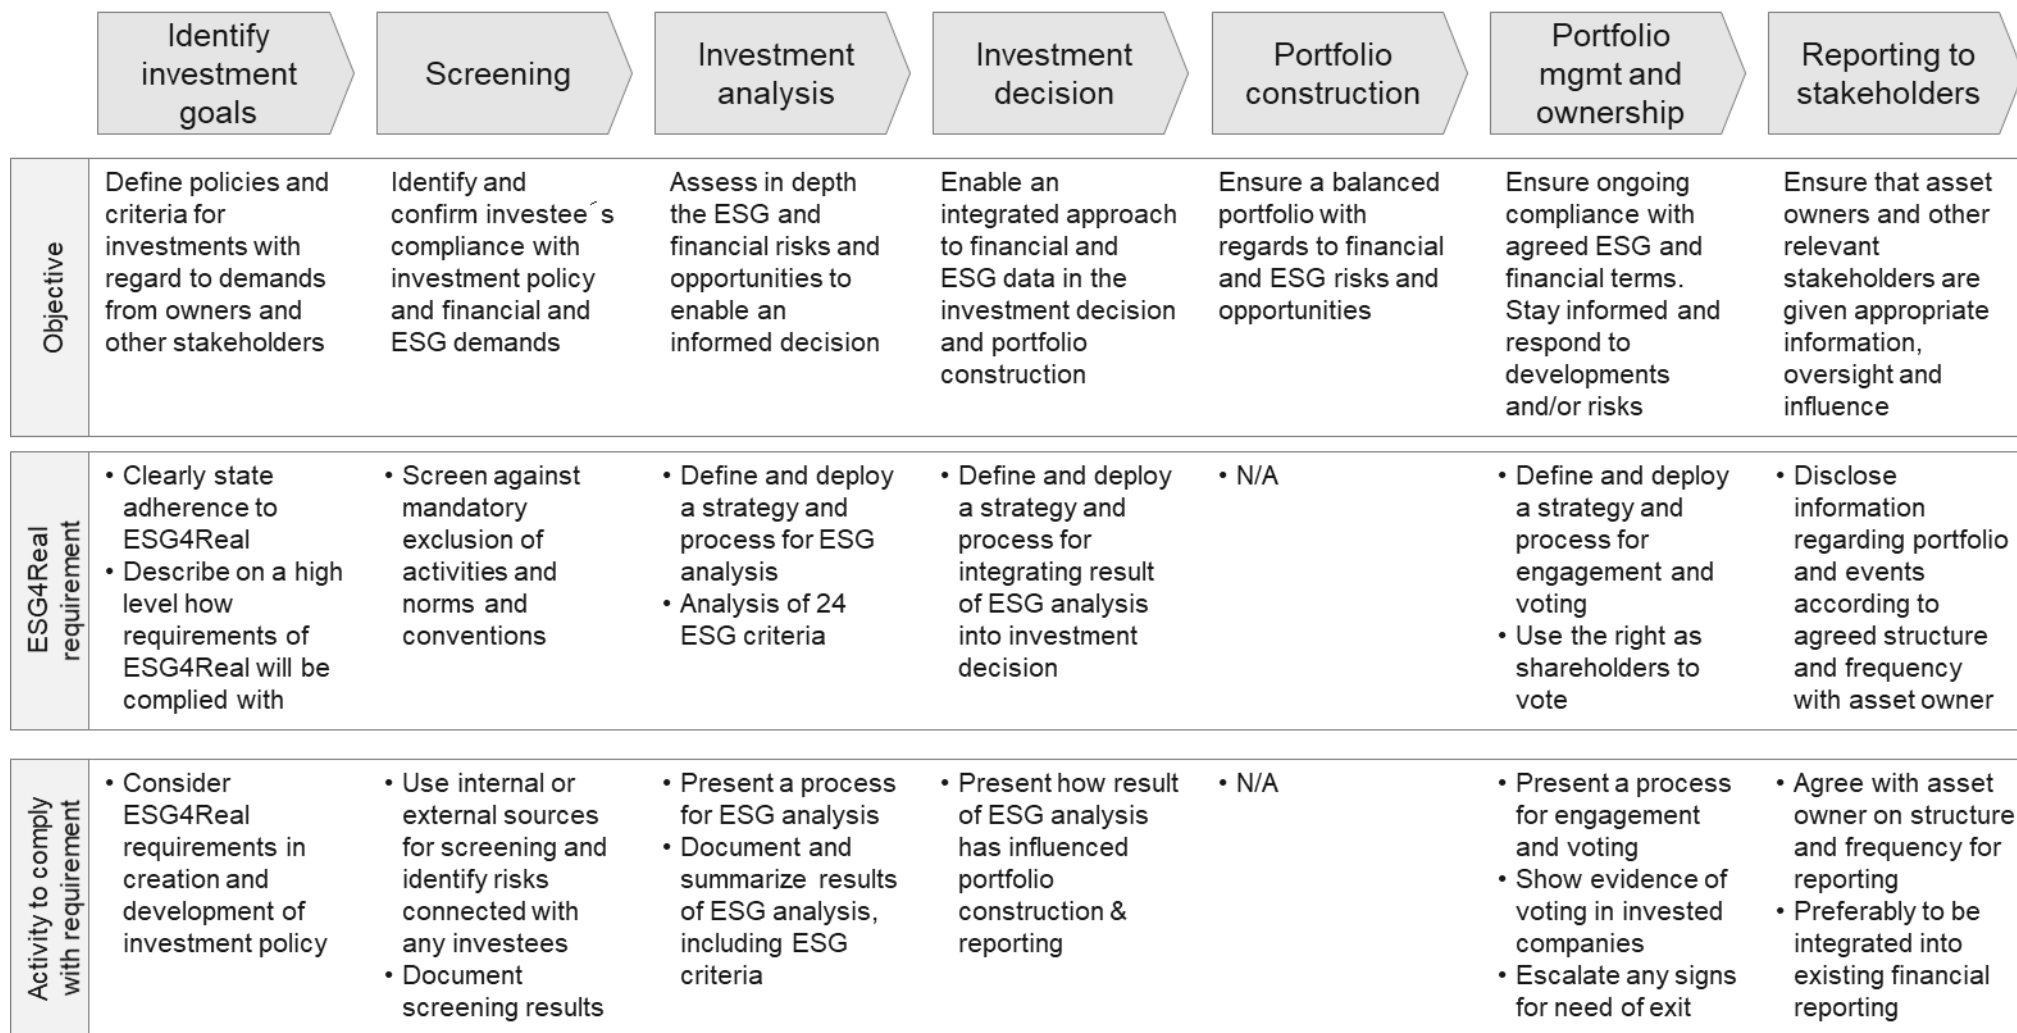 Identify
investment
goals
Screening
Investment
analysis
Investment
decision
Portfolio
construction
Portfolio
mgmt and
ownership
Reporting to
stakeholders
Objective
Define policies and
criteria for
investments with
regard to demands
from owners and
other stakeholders
Identify and
confirm investee´s
compliance with
investment policy
and financial and
ESG demands
Assess in depth
the ESG and
financial risks and
opportunities to
enable an
informed decision
Enable an
integrated approach
to financial and
ESG data in the
investment decision
and portfolio
construction
Ensure a balanced
portfolio with
regards to financial
and ESG risks and
opportunities
Ensure ongoing
compliance with
agreed ESG and
financial terms.
Stay informed and
respond to
developments
and/or risks
Ensure that asset
owners and other
relevant
stakeholders are
given appropriate
information,
oversight and
influence
ESG4Real
requirement
• Clearly state
adherence to
ESG4Real
• Describe on a high
level how
requirements of
ESG4Real will be
complied with
• Screen against
mandatory
exclusion of
activities and
norms and
conventions
• Define and deploy
a strategy and
process for ESG
analysis
• Analysis of 24
ESG criteria
• Define and deploy
a strategy and
process for
integrating result
of ESG analysis
into investment
decision
• N/A
• Define and deploy
a strategy and
process for
engagement and
voting
• Use the right as
shareholders to
vote
• Disclose
information
regarding portfolio
and events
according to
agreed structure
and frequency
with asset owner
Activity to comply
with requirement
• Consider
ESG4Real
requirements in
creation and
development of
investment policy
• Use internal or
external sources
for screening and
identify risks
connected with
any investees
• Document
screening results
• Present a process
for ESG analysis
• Document and
summarize results
of ESG analysis,
including ESG
criteria
• Present how result
of ESG analysis
has influenced
portfolio
construction &
reporting
• N/A
• Present a process
for engagement
and voting
• Show evidence of
voting in invested
companies
• Escalate any signs
for need of exit
• Agree with asset
owner on structure
and frequency for
reporting
• Preferably to be
integrated into
existing financial
reporting